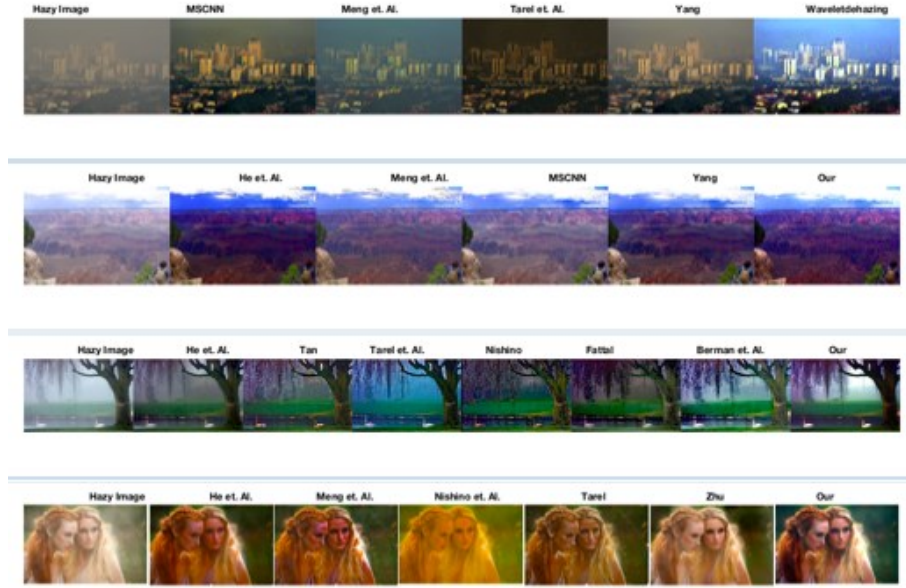 Hazy Image MSCNN Meng et. Al. Tarel et. Al. Yang Waveletdehazing
Hazy Image He et. Al. Meng et. Al. MSCNN Yang Our
Hazy Image He et. Al. Tan Tarel et. Al. Nishino Fattal Berman et. Al. Our
Hazy Image He et. Al. Meng et. Al. Nishino et. Al. Tarel Zhu Our